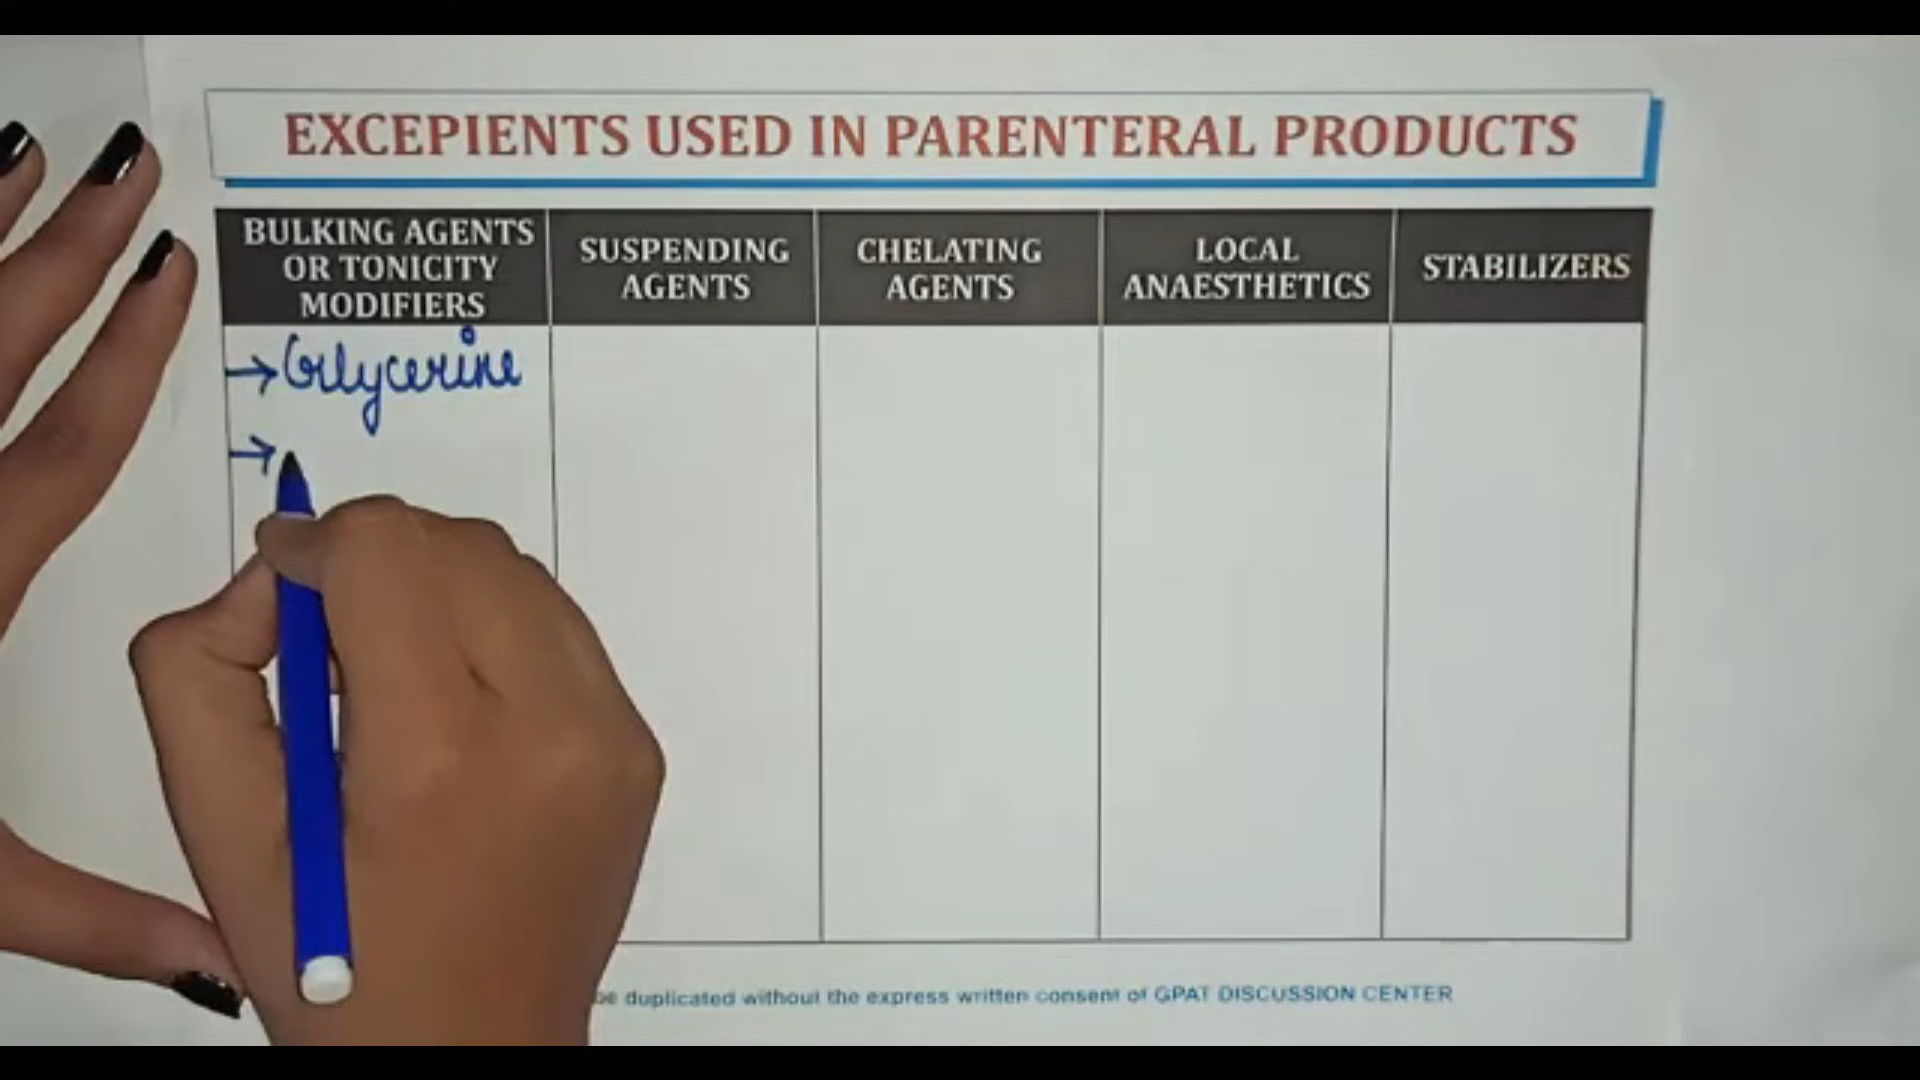 EXCEPIENTS USED IN PARENTERAL PRODUCTS
BULKING AGENTS
OR TONICITY
MODIFIERS
SUSPENDING
AGENTS
CHELATING
AGENTS
LOCAL
ANAESTHETICS
STABILIZERS
→ Glycerine
→
be duplicated without the express written consent of GPAT DISCUSSION CENTER